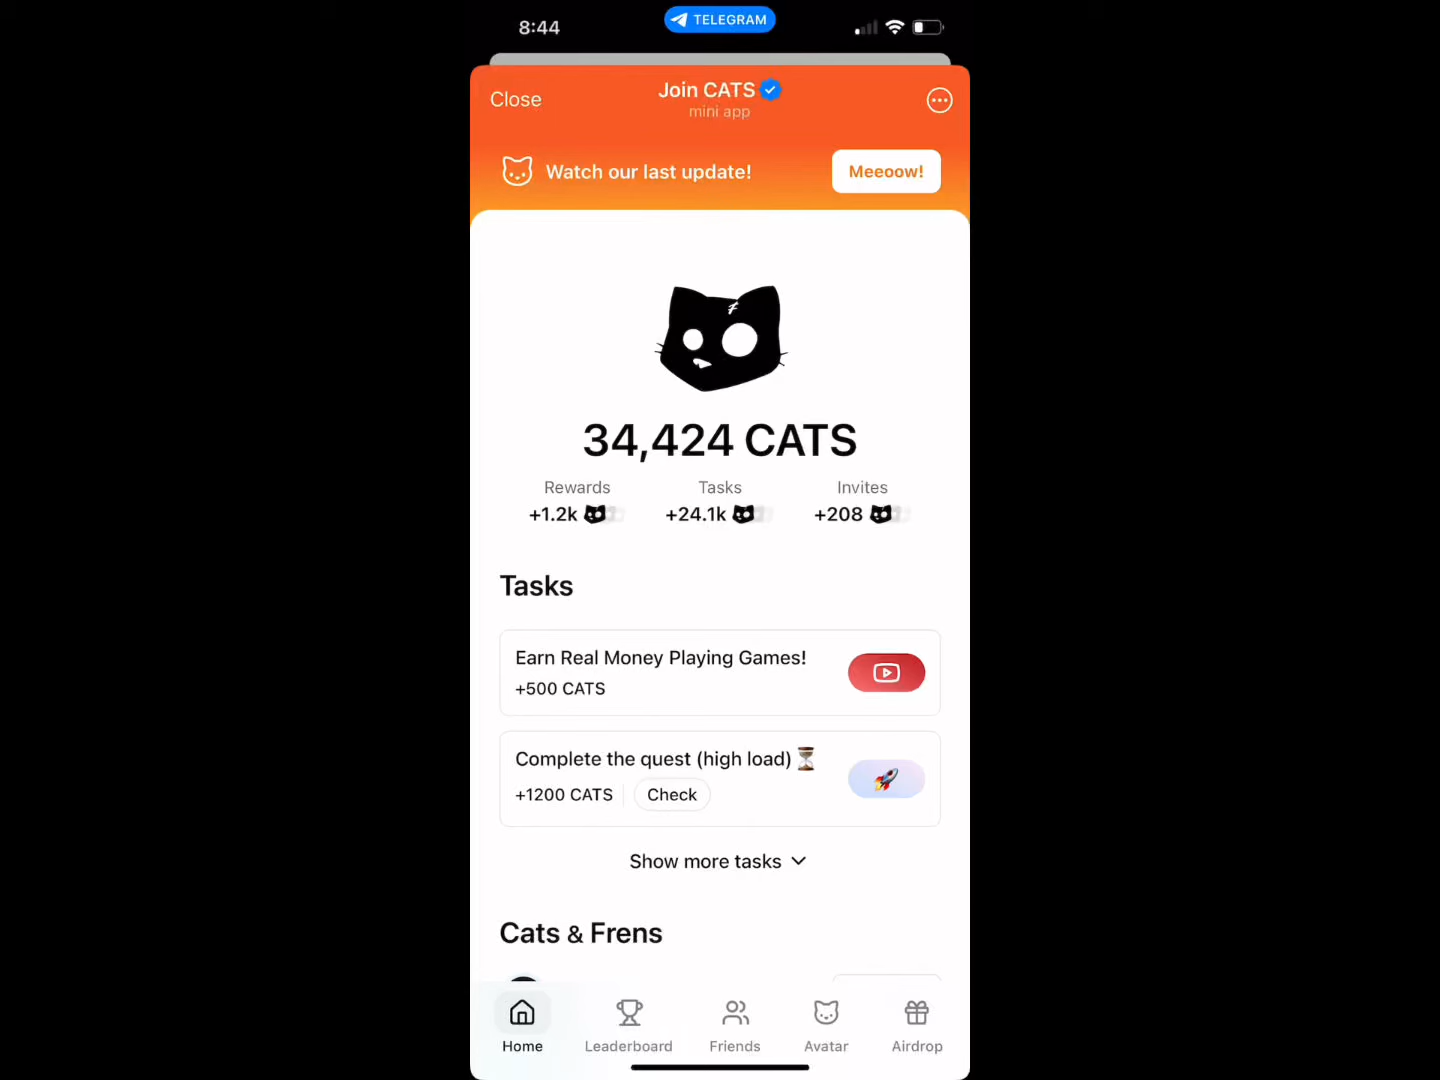 8:44
TELEGRAM
Close
Join CATS
mini app
Watch our last update!
Meeoow!
34,424 CATS
Rewards
Tasks
Invites
+1.2k
+24.1k
+208
Tasks
Earn Real Money Playing Games!
+500 CATS
Complete the quest (high load)⏳
+1200 CATS
Check
Show more tasks
Cats & Frens
Home
Leaderboard
Friends
Avatar
Airdrop